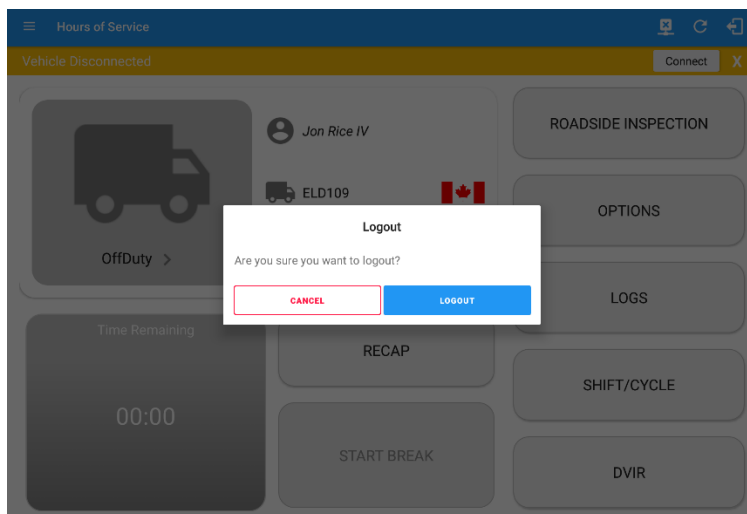 Hours of Service
Vehicle Disconnected
Connect
X
Jon Rice IV
ELD109
OffDuty >
ROADSIDE INSPECTION
OPTIONS
LOGS
SHIFT/CYCLE
DVIR
Logout
Are you sure you want to logout?
CANCEL
LOGOUT
Time Remaining
00:00
RECAP
START BREAK